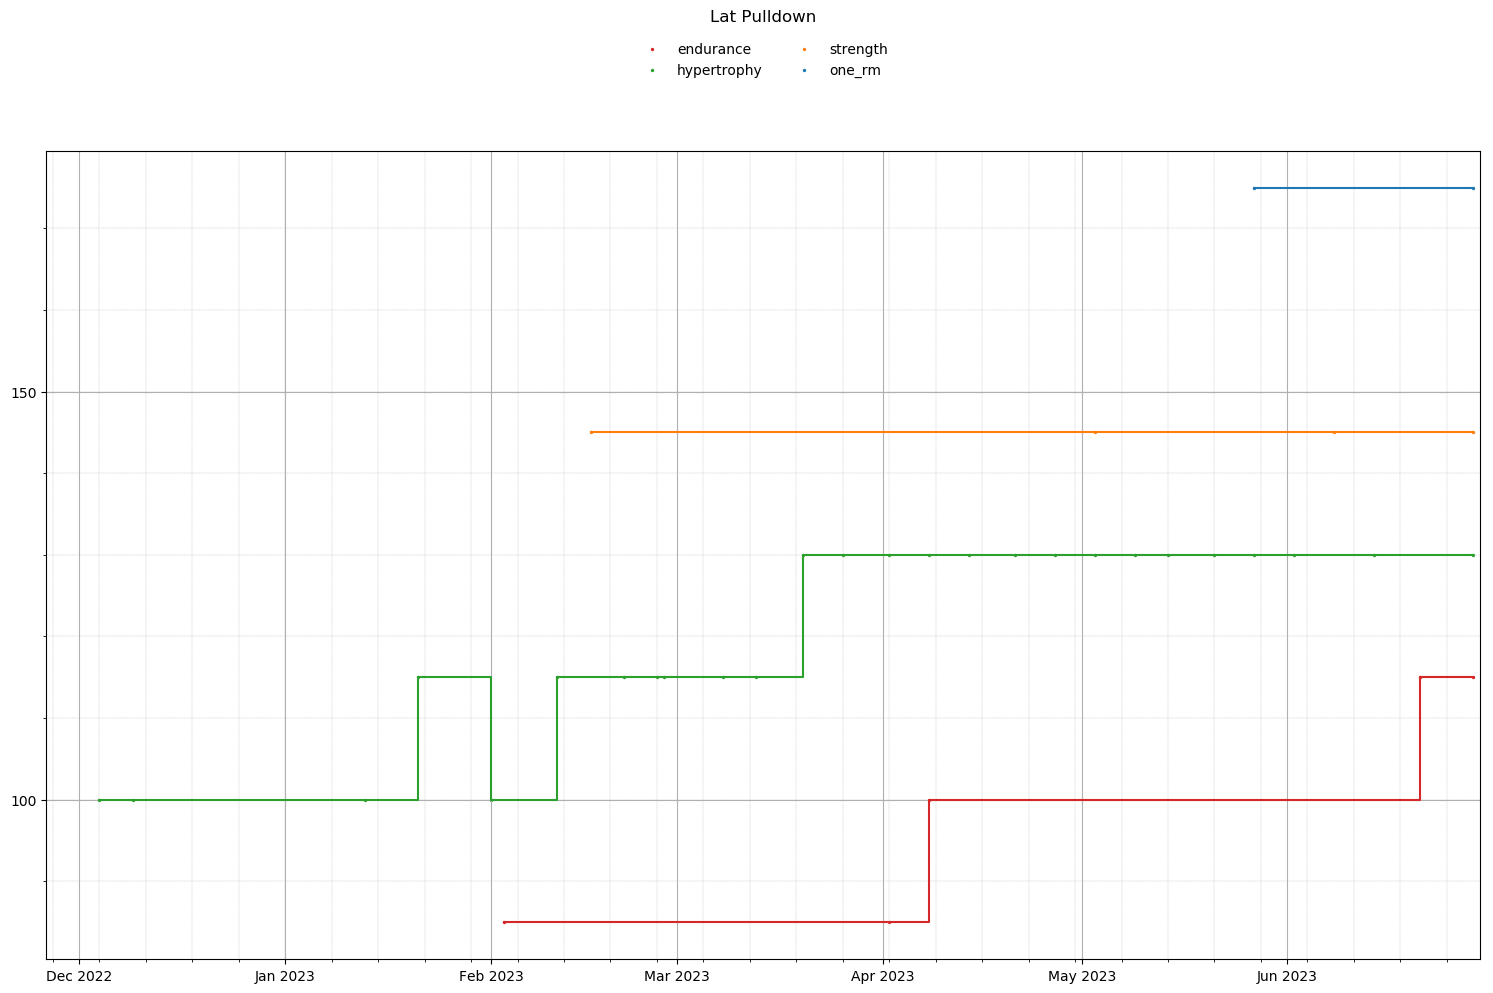 Lat Pulldown
endurance strength
hypertrophy one_rm
150
100
Dec 2022 Jan 2023 Feb 2023 Mar 2023 Apr 2023 May 2023 Jun 2023